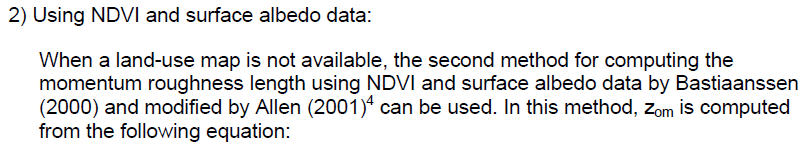 2) Using NDVI and surface albedo data:
When a land-use map is not available, the second method for computing the
momentum roughness length using NDVI and surface albedo data by Bastiaanssen
(2000) and modified by Allen (2001)⁴ can be used. In this method, zom is computed
from the following equation: